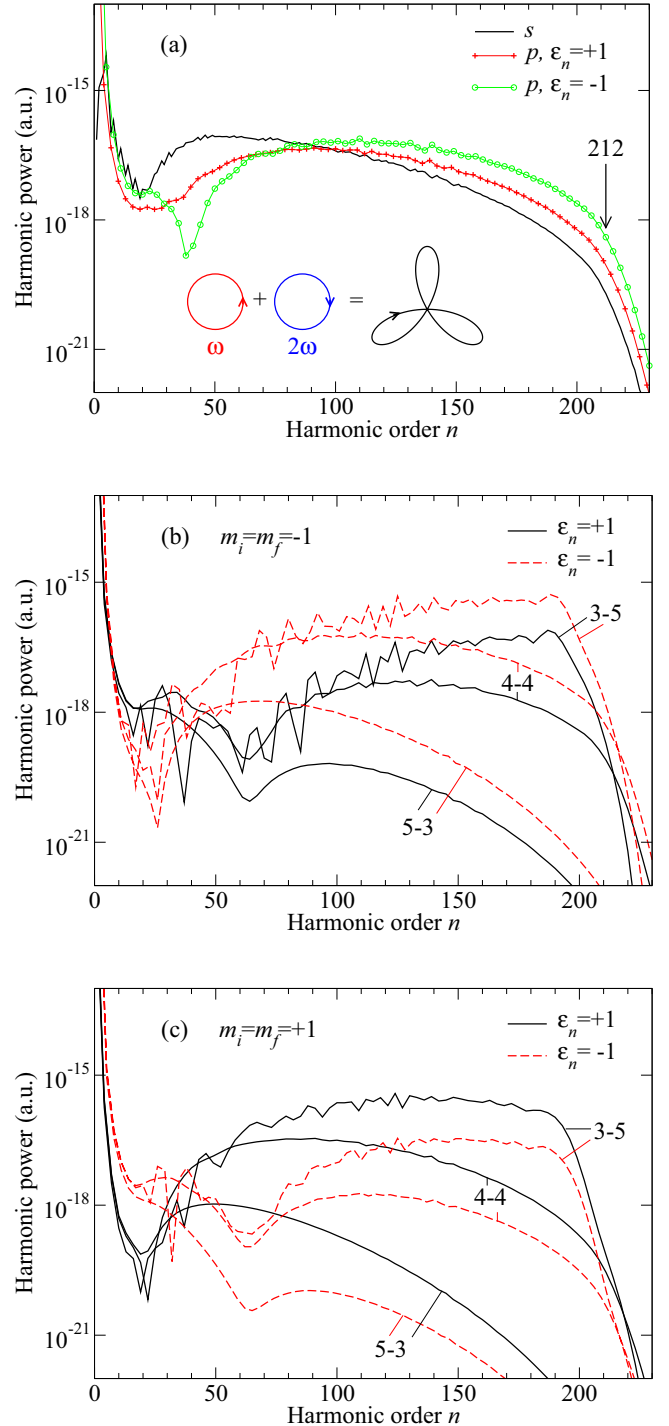 (a)
s
p, εn=+1
p, εn= -1
10-15
10-18
10-21
Harmonic power (a.u.)
212
+
=
ω
2ω
0
50
100
150
200
Harmonic order n
(b)
mi=mf=-1
εn=+1
εn= -1
10-15
10-18
10-21
Harmonic power (a.u.)
3-5
4-4
5-3
0
50
100
150
200
Harmonic order n
(c)
mi=mf=+1
εn=+1
εn= -1
10-15
10-18
10-21
Harmonic power (a.u.)
3-5
4-4
5-3
0
50
100
150
200
Harmonic order n